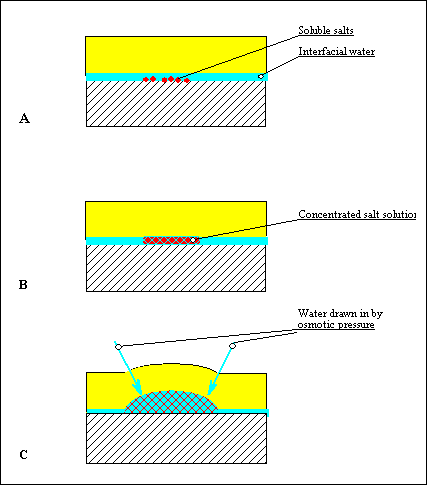 Soluble salts
Interfacial water
A
Concentrated salt solution
B
Water drawn in by
osmotic pressure
C